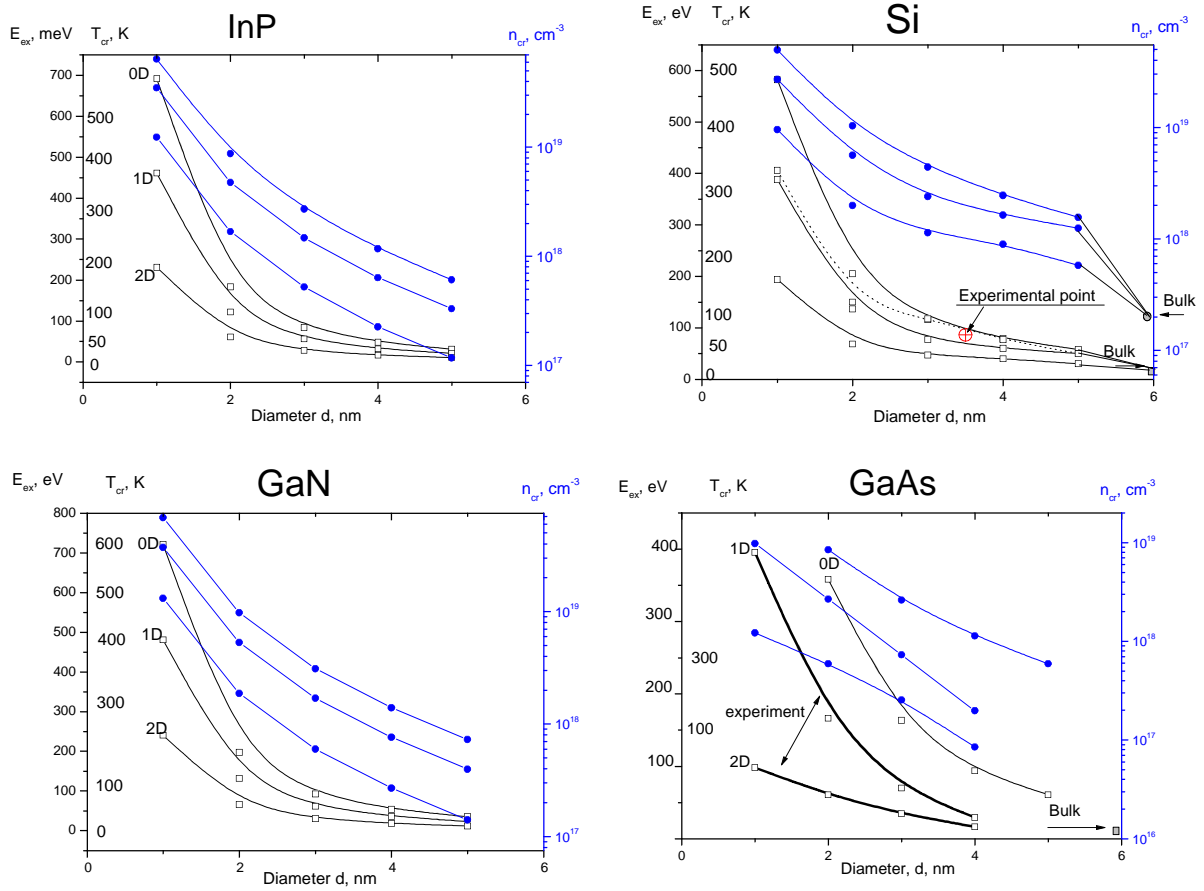 InP
E_ex, meV T_cr, K n_cr, cm^-3
700
600
500
400
300
200
100
0
500
400
300
200
100
50
0
0D
1D
2D
10^19
10^18
10^17
0 2 4 6
Diameter d, nm
Si
E_ex, eV T_cr, K n_cr, cm^-3
600
500
400
300
200
100
0
500
400
300
200
100
50
0
10^19
10^18
10^17
Experimental point
Bulk
Bulk
0 2 4 6
Diameter d, nm
GaN
E_ex, eV T_cr, K n_cr, cm^-3
800
700
600
500
400
300
200
100
0
600
500
400
300
100
0
0D
1D
2D
10^19
10^18
10^17
0 2 4 6
Diameter d, nm
GaAs
E_ex, eV T_cr, K n_cr, cm^-3
400
300
200
100
0
300
100
1D
0D
2D
experiment
Bulk
10^19
10^18
10^17
10^16
0 2 4 6
Diameter d, nm